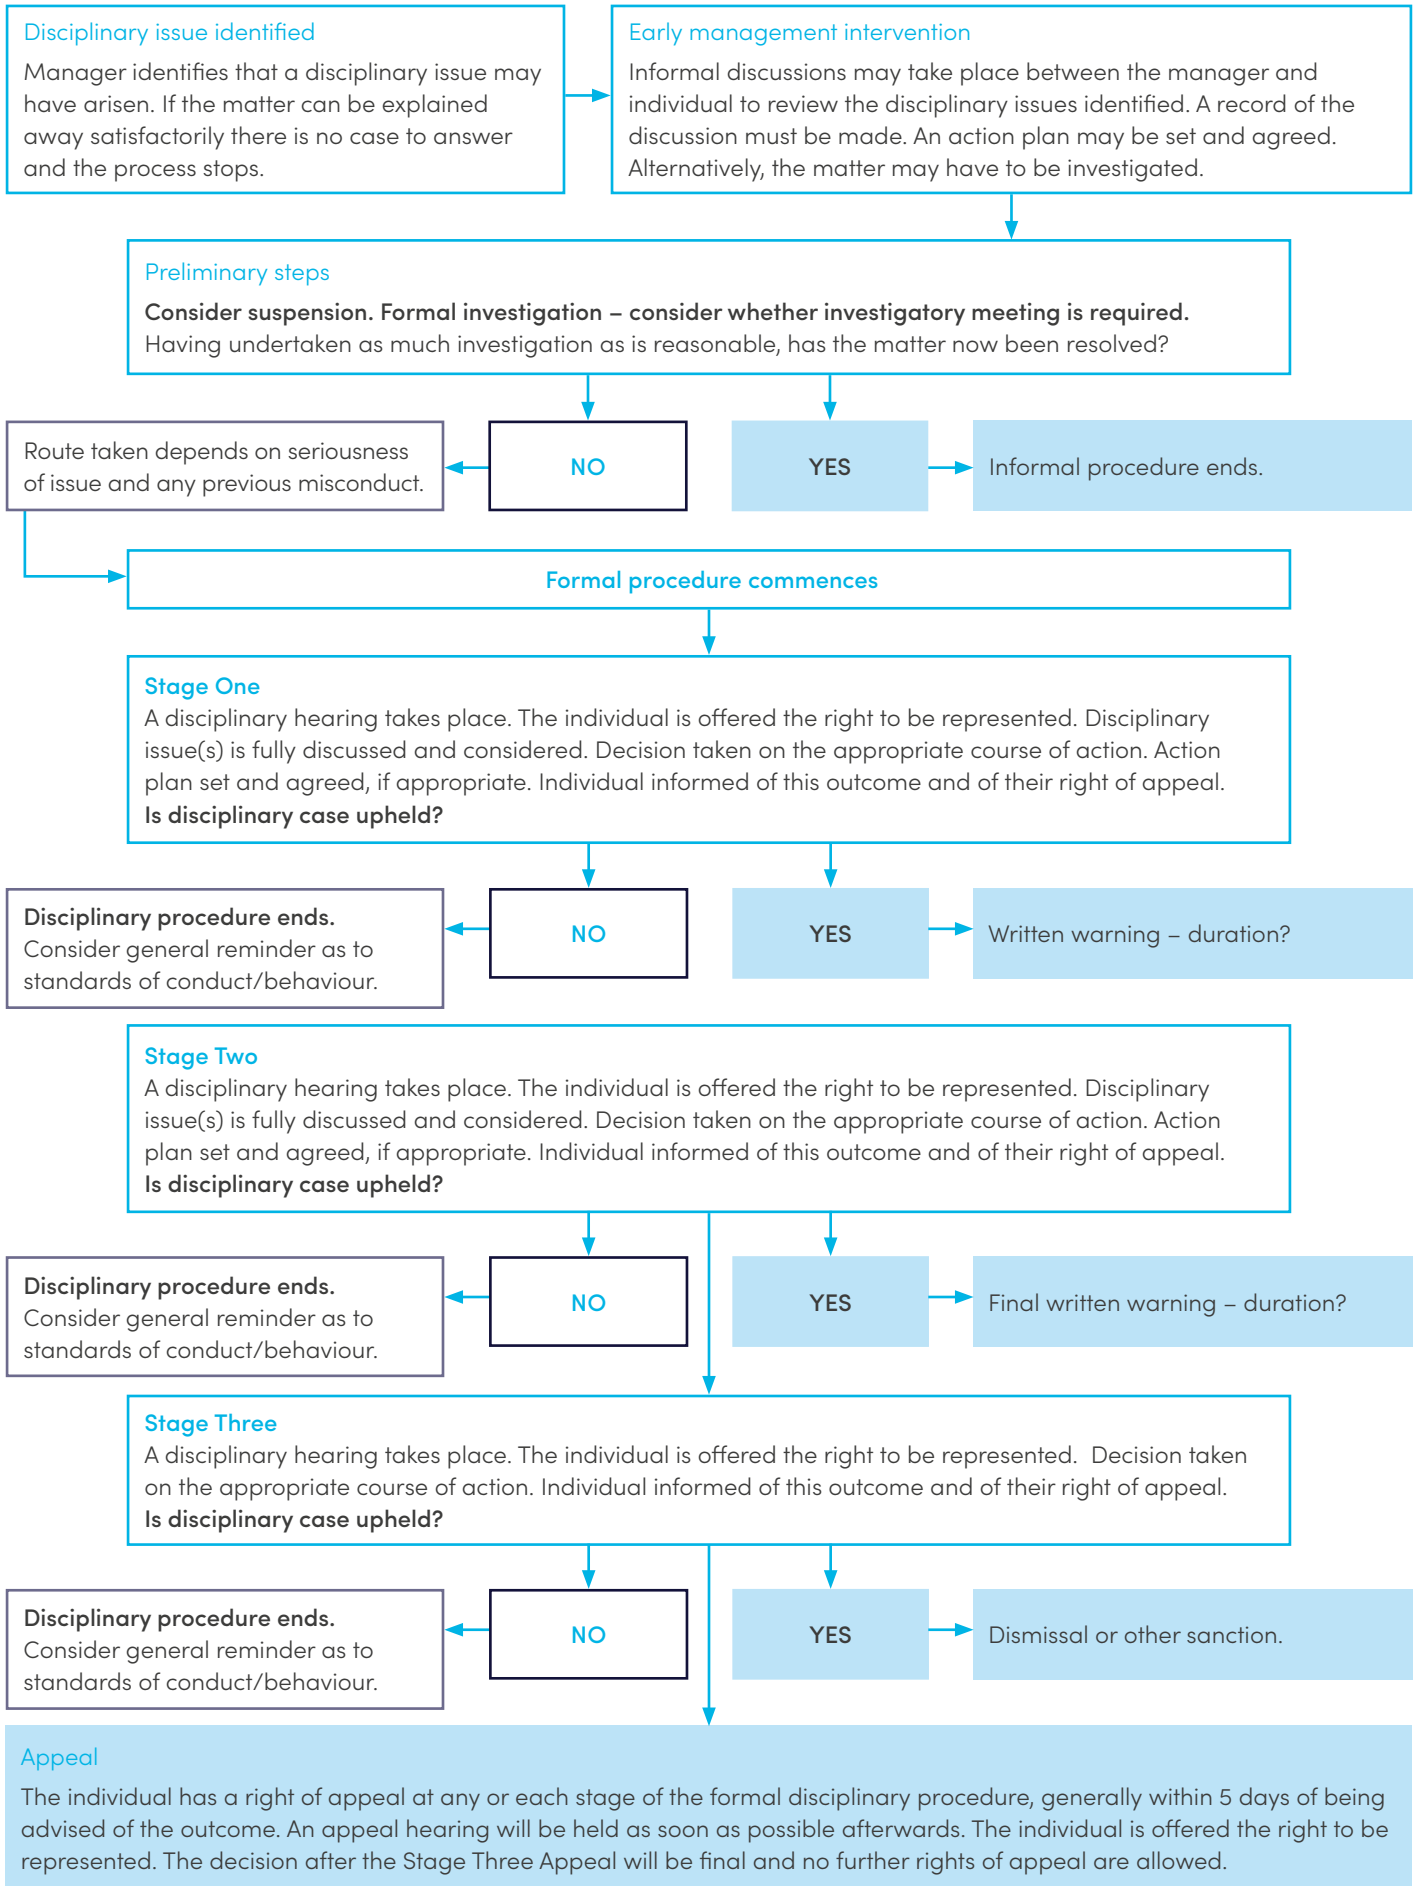 Disciplinary issue identified
Manager identifies that a disciplinary issue may
have arisen. If the matter can be explained
away satisfactorily there is no case to answer
and the process stops.
Early management intervention
Informal discussions may take place between the manager and
individual to review the disciplinary issues identified. A record of the
discussion must be made. An action plan may be set and agreed.
Alternatively, the matter may have to be investigated.
Preliminary steps
Consider suspension. Formal investigation – consider whether investigatory meeting is required.
Having undertaken as much investigation as is reasonable, has the matter now been resolved?
Route taken depends on seriousness
of issue and any previous misconduct.
NO
YES
Informal procedure ends.
Formal procedure commences
Stage One
A disciplinary hearing takes place. The individual is offered the right to be represented. Disciplinary
issue(s) is fully discussed and considered. Decision taken on the appropriate course of action. Action
plan set and agreed, if appropriate. Individual informed of this outcome and of their right of appeal.
Is disciplinary case upheld?
Disciplinary procedure ends.
Consider general reminder as to
standards of conduct/behaviour.
NO
YES
Written warning – duration?
Stage Two
A disciplinary hearing takes place. The individual is offered the right to be represented. Disciplinary
issue(s) is fully discussed and considered. Decision taken on the appropriate course of action. Action
plan set and agreed, if appropriate. Individual informed of this outcome and of their right of appeal.
Is disciplinary case upheld?
Disciplinary procedure ends.
Consider general reminder as to
standards of conduct/behaviour.
NO
YES
Final written warning – duration?
Stage Three
A disciplinary hearing takes place. The individual is offered the right to be represented.  Decision taken
on the appropriate course of action. Individual informed of this outcome and of their right of appeal.
Is disciplinary case upheld?
Disciplinary procedure ends.
Consider general reminder as to
standards of conduct/behaviour.
NO
YES
Dismissal or other sanction.
Appeal
The individual has a right of appeal at any or each stage of the formal disciplinary procedure, generally within 5 days of being
advised of the outcome. An appeal hearing will be held as soon as possible afterwards. The individual is offered the right to be
represented. The decision after the Stage Three Appeal will be final and no further rights of appeal are allowed.